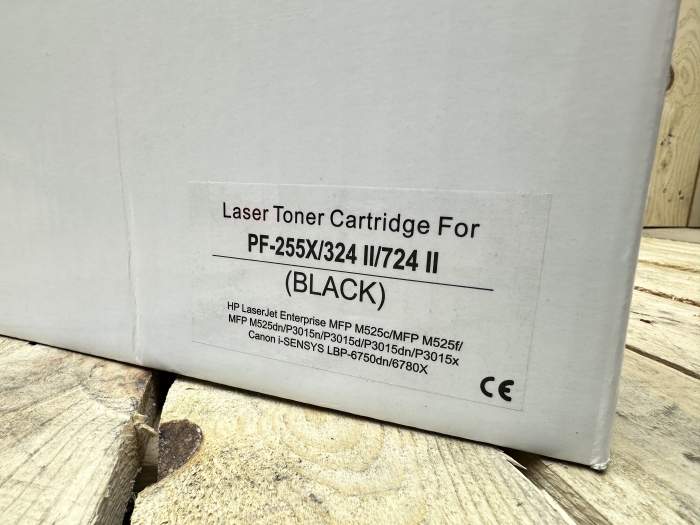 Laser Toner Cartridge For
PF-255X/324 II/724 II
(BLACK)
HP LaserJet Enterprise MFP M525c/MFP M525f/
MFP M525dn/P3015n/P3015d/P3015dn/P3015x
Canon i-SENSYS LBP-6750dn/6780X
CE